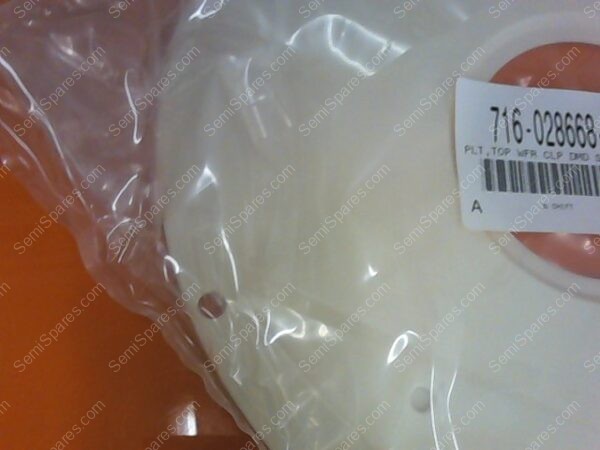 716-028668-
PLT,TOP WFR CLP DMD S
A
SemiSpares.com